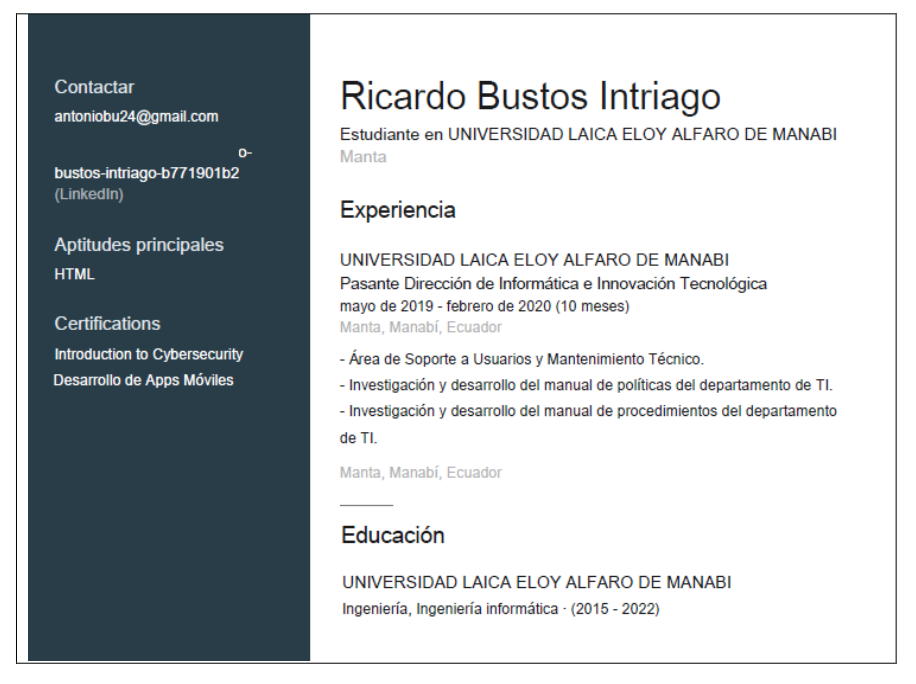 Contactar
antoniobu24@gmail.com
o-
bustos-intriago-b771901b2
(LinkedIn)
Aptitudes principales
HTML
Certifications
Introduction to Cybersecurity
Desarrollo de Apps Móviles
Ricardo Bustos Intriago
Estudiante en UNIVERSIDAD LAICA ELOY ALFARO DE MANABI
Manta
Experiencia
UNIVERSIDAD LAICA ELOY ALFARO DE MANABI
Pasante Dirección de Informática e Innovación Tecnológica
mayo de 2019 - febrero de 2020 (10 meses)
Manta, Manabí, Ecuador
- Área de Soporte a Usuarios y Mantenimiento Técnico.
- Investigación y desarrollo del manual de políticas del departamento de TI.
- Investigación y desarrollo del manual de procedimientos del departamento
de TI.
Manta, Manabí, Ecuador
Educación
UNIVERSIDAD LAICA ELOY ALFARO DE MANABI
Ingeniería, Ingeniería informática · (2015 - 2022)